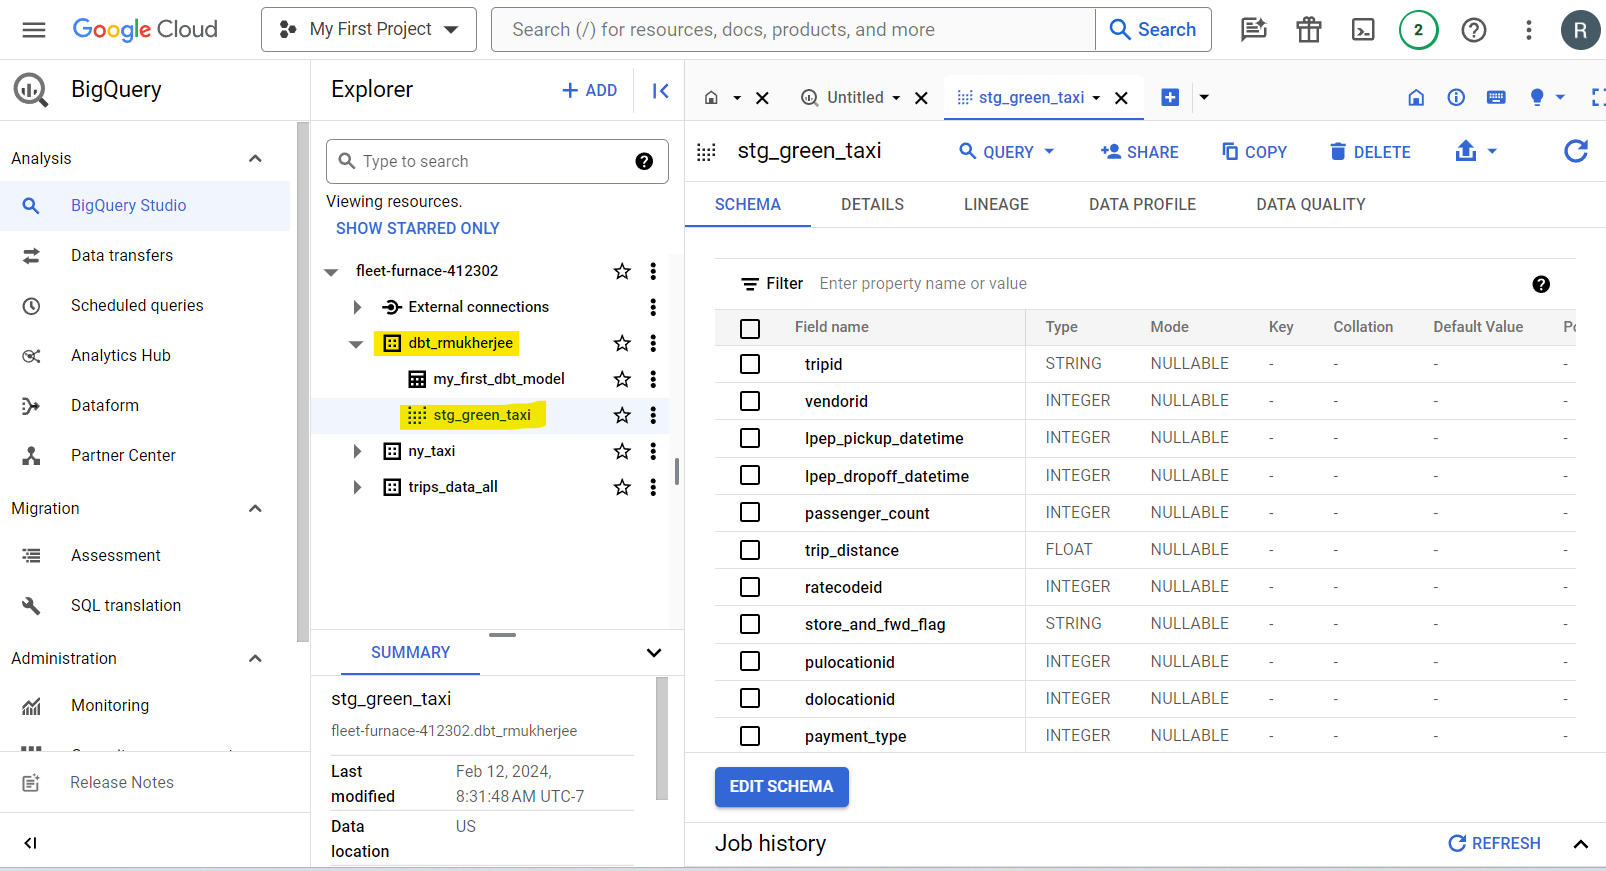 Google Cloud
My First Project
Search (/) for resources, docs, products, and more
Search
2
R
BigQuery
Analysis
BigQuery Studio
Data transfers
Scheduled queries
Analytics Hub
Dataform
Partner Center
Migration
Assessment
SQL translation
Administration
Monitoring
Release Notes
Explorer
+ ADD
Type to search
Viewing resources.
SHOW STARRED ONLY
fleet-furnace-412302
External connections
dbt_rmukherjee
my_first_dbt_model
stg_green_taxi
ny_taxi
trips_data_all
SUMMARY
stg_green_taxi
fleet-furnace-412302.dbt_rmukherjee
Last modified Feb 12, 2024, 8:31:48 AM UTC-7
Data location US
Untitled
stg_green_taxi
stg_green_taxi
QUERY SHARE COPY DELETE
SCHEMA DETAILS LINEAGE DATA PROFILE DATA QUALITY
Filter Enter property name or value
Field name Type Mode Key Collation Default Value Po
tripid STRING NULLABLE - - - -
vendorid INTEGER NULLABLE - - - -
lpep_pickup_datetime INTEGER NULLABLE - - - -
lpep_dropoff_datetime INTEGER NULLABLE - - - -
passenger_count INTEGER NULLABLE - - - -
trip_distance FLOAT NULLABLE - - - -
ratecodeid INTEGER NULLABLE - - - -
store_and_fwd_flag STRING NULLABLE - - - -
pulocationid INTEGER NULLABLE - - - -
dolocationid INTEGER NULLABLE - - - -
payment_type INTEGER NULLABLE - - - -
EDIT SCHEMA
Job history
REFRESH